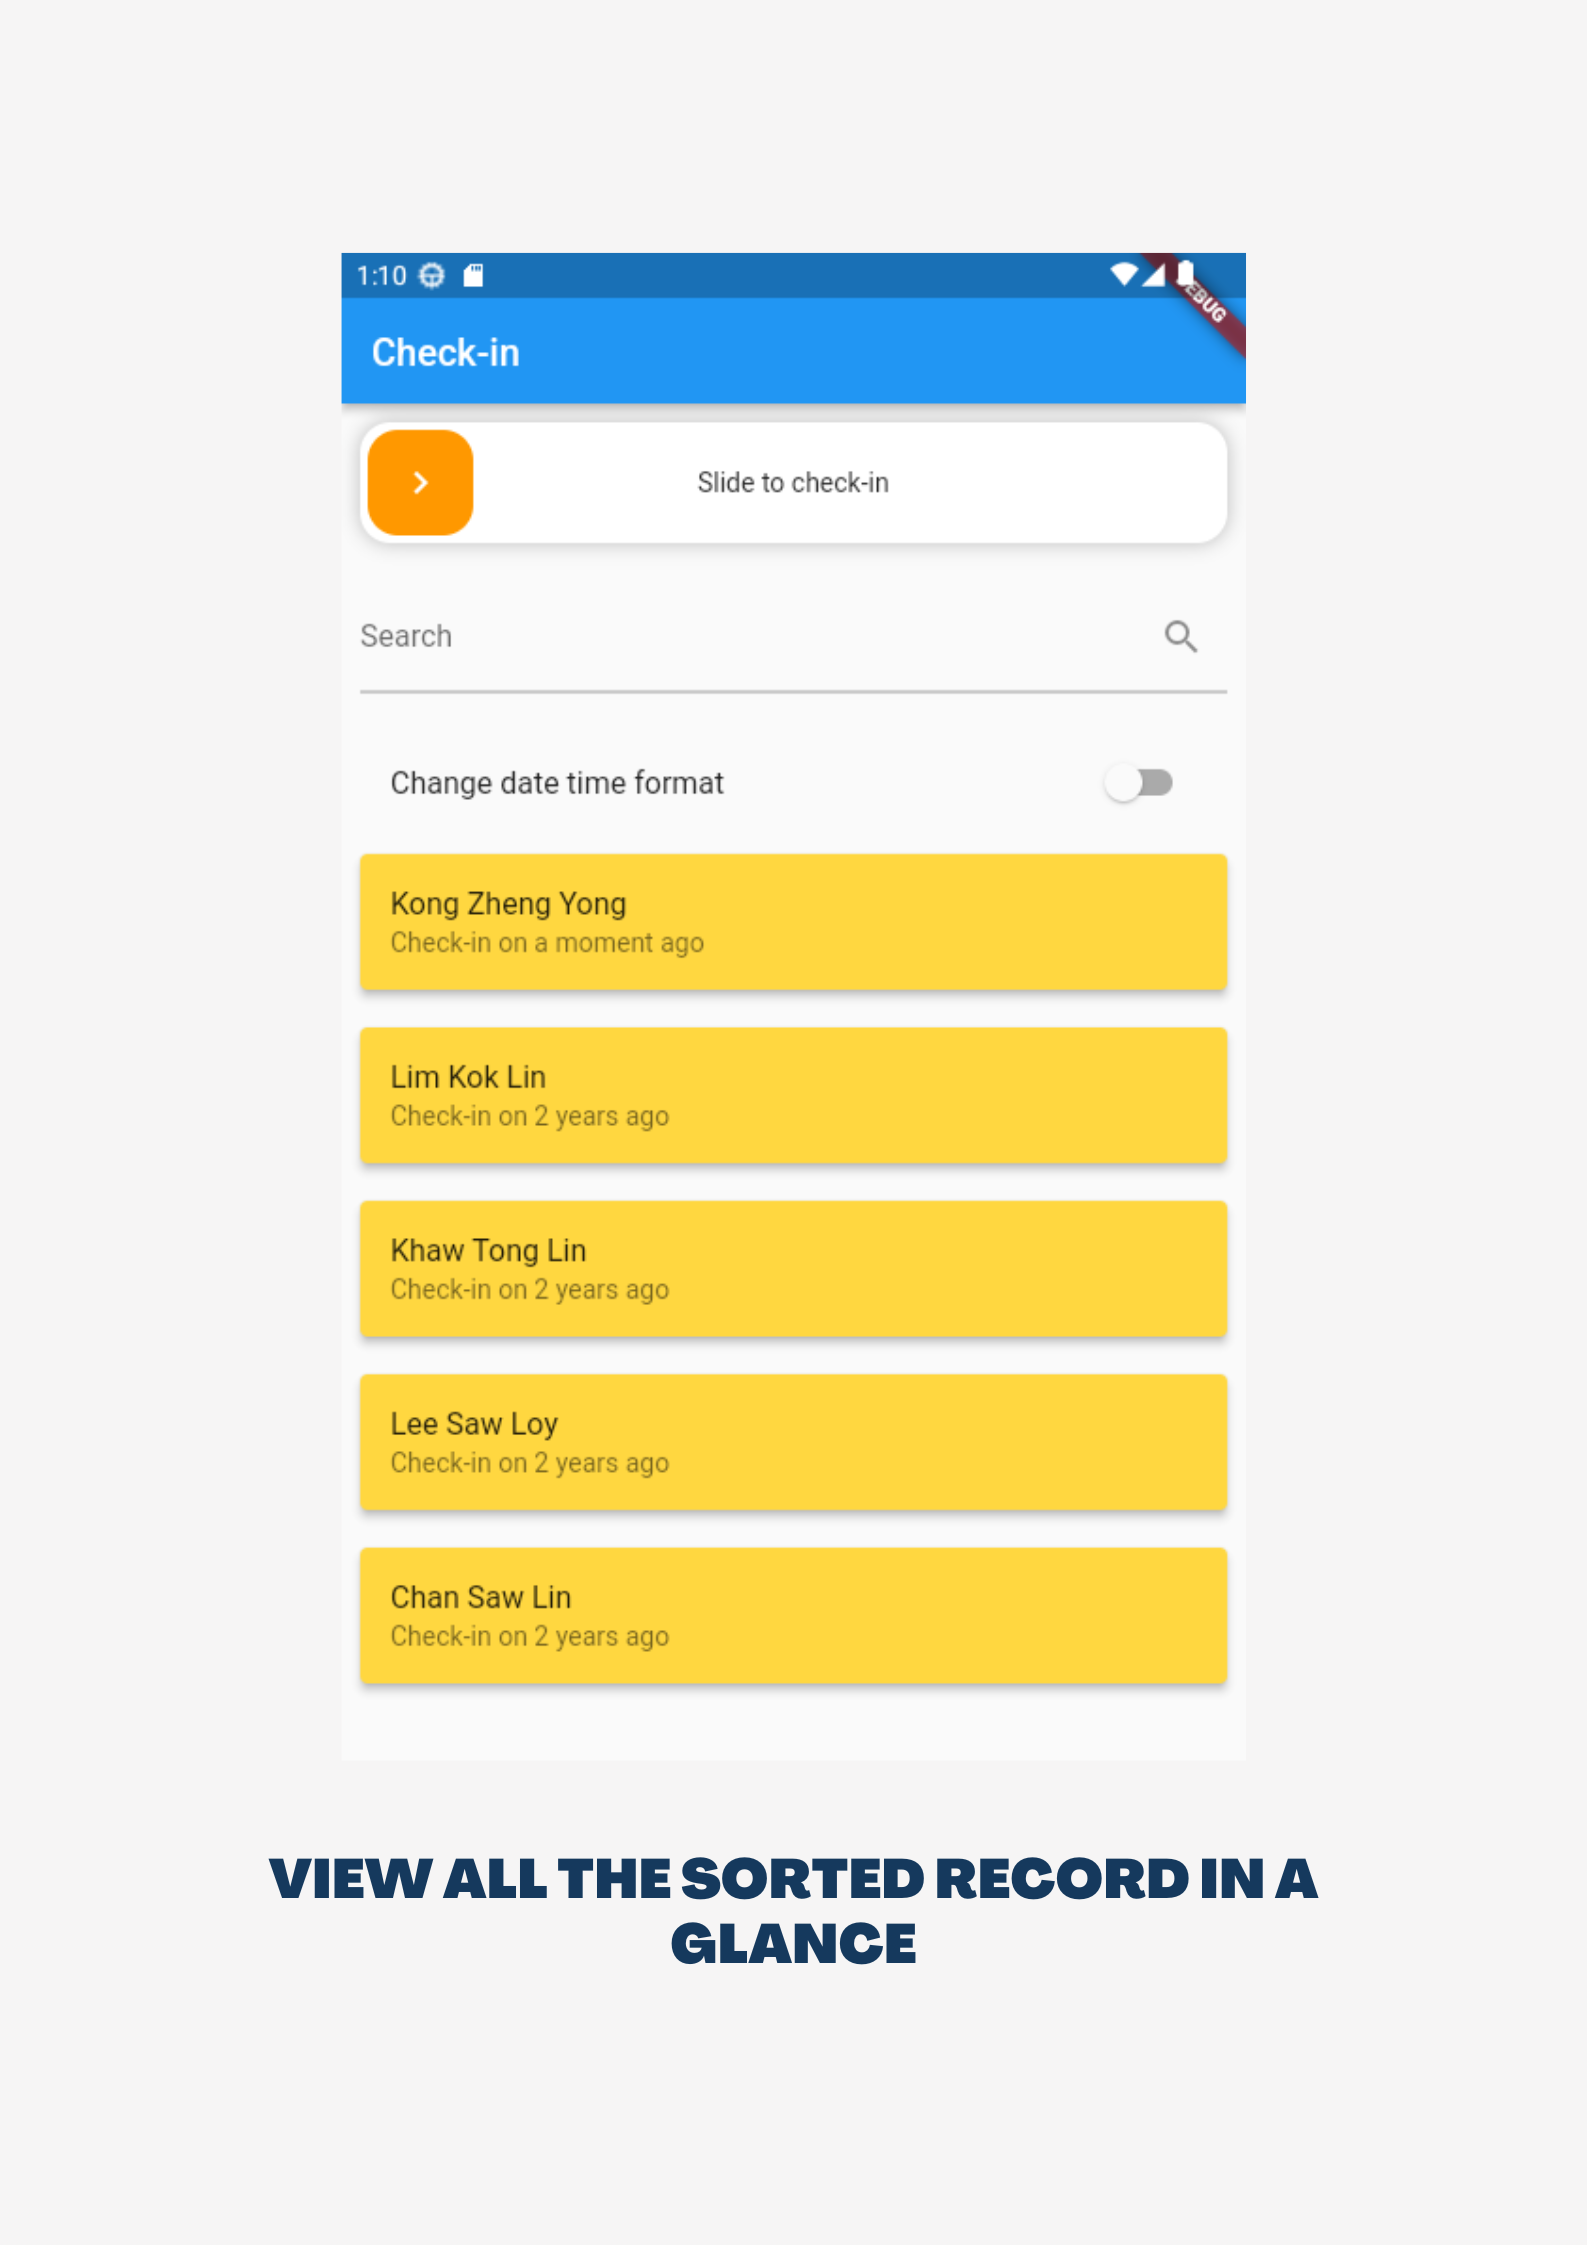 1:10
DEBUG
Check-in
Slide to check-in
Search
Change date time format
Kong Zheng Yong
Check-in on a moment ago
Lim Kok Lin
Check-in on 2 years ago
Khaw Tong Lin
Check-in on 2 years ago
Lee Saw Loy
Check-in on 2 years ago
Chan Saw Lin
Check-in on 2 years ago
VIEW ALL THE SORTED RECORD IN A
GLANCE